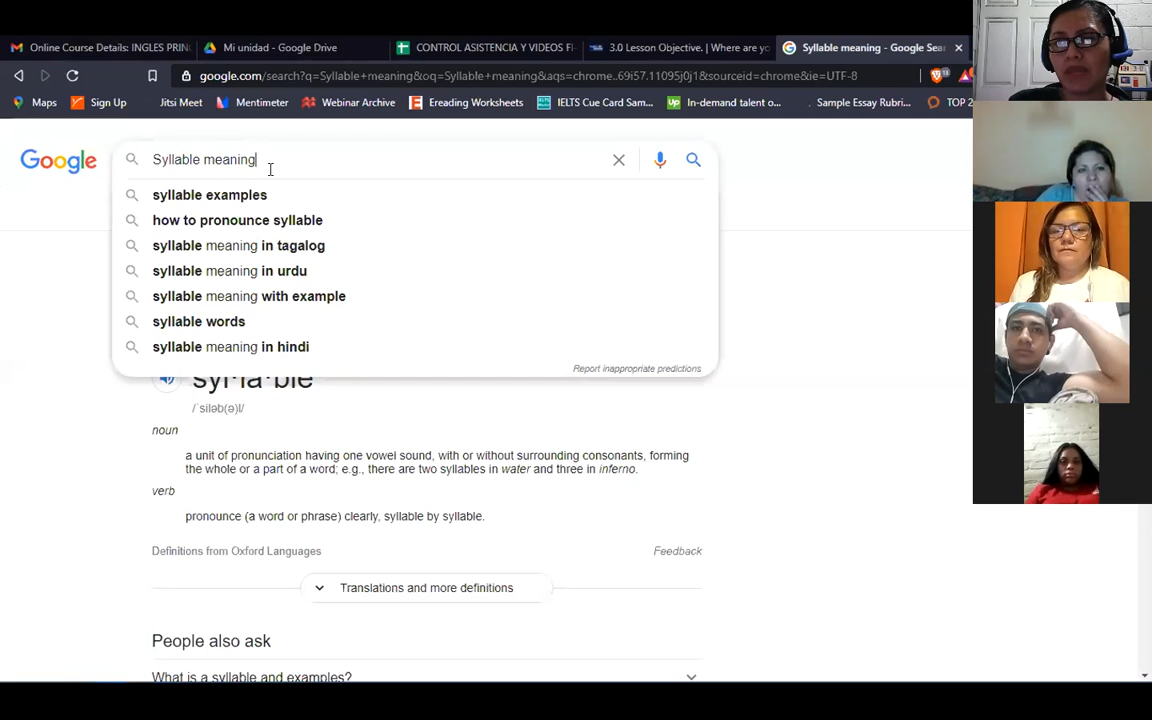 Online Course Details: INGLES PRIN
Mi unidad - Google Drive
CONTROL ASISTENCIA Y VIDEOS FI
3.0 Lesson Objective. | Where are yo
Syllable meaning - Google Sear
google.com/search?q=Syllable+meaning&oq=Syllable+meaning&aqs=chrome..69i57.11095j0j1&sourceid=chrome&ie=UTF-8
Maps
Sign Up
Jitsi Meet
Mentimeter
Webinar Archive
Ereading Worksheets
IELTS Cue Card Sam...
In-demand talent o...
Sample Essay Rubri...
TOP 2
Google
Syllable meaning
syllable examples
how to pronounce syllable
syllable meaning in tagalog
syllable meaning in urdu
syllable meaning with example
syllable words
syllable meaning in hindi
Report inappropriate predictions
syl·la·ble
/ˈsiləb(ə)l/
noun
a unit of pronunciation having one vowel sound, with or without surrounding consonants, forming
the whole or a part of a word; e.g., there are two syllables in water and three in inferno.
verb
pronounce (a word or phrase) clearly, syllable by syllable.
Definitions from Oxford Languages
Feedback
Translations and more definitions
People also ask
What is a syllable and examples?